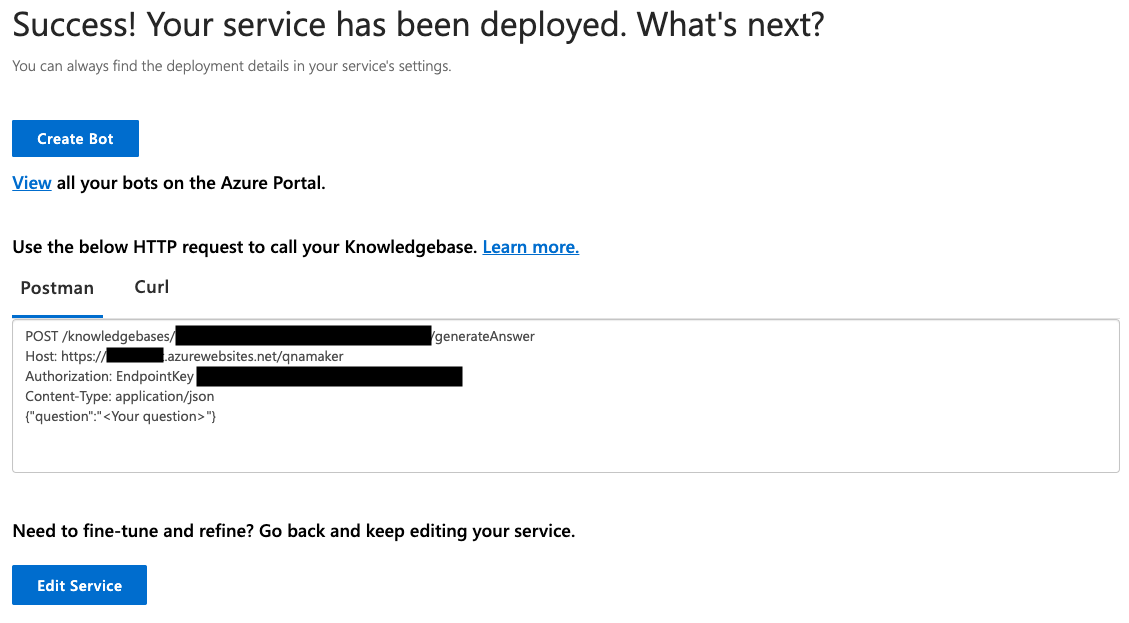 Success! Your service has been deployed. What's next?
You can always find the deployment details in your service's settings.
Create Bot
View all your bots on the Azure Portal.
Use the below HTTP request to call your Knowledgebase. Learn more.
Postman Curl
POST /knowledgebases/ /generateAnswer
Host: https:// .azurewebsites.net/qnamaker
Authorization: EndpointKey
Content-Type: application/json
{"question":"<Your question>"}
Need to fine-tune and refine? Go back and keep editing your service.
Edit Service